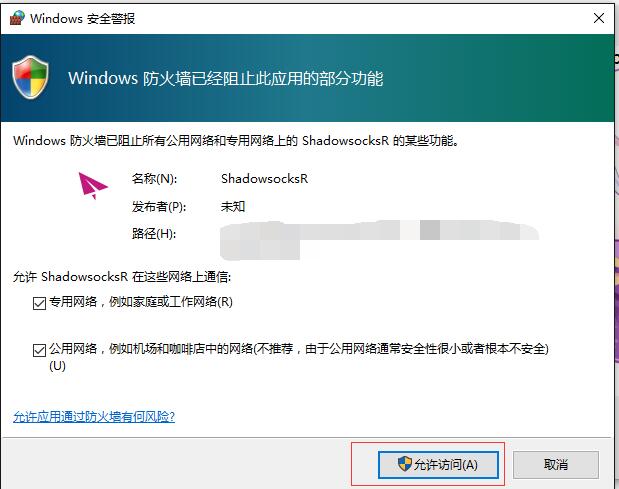 Windows 安全警报
Windows 防火墙已经阻止此应用的部分功能
Windows 防火墙已阻止所有公用网络和专用网络上的 ShadowsocksR 的某些功能。
名称(N): ShadowsocksR
发布者(P): 未知
路径(H):
允许 ShadowsocksR 在这些网络上通信:
专用网络，例如家庭或工作网络(R)
公用网络，例如机场和咖啡店中的网络(不推荐，由于公用网络通常安全性很小或者根本不安全)
(U)
允许应用通过防火墙有何风险?
允许访问(A) 取消